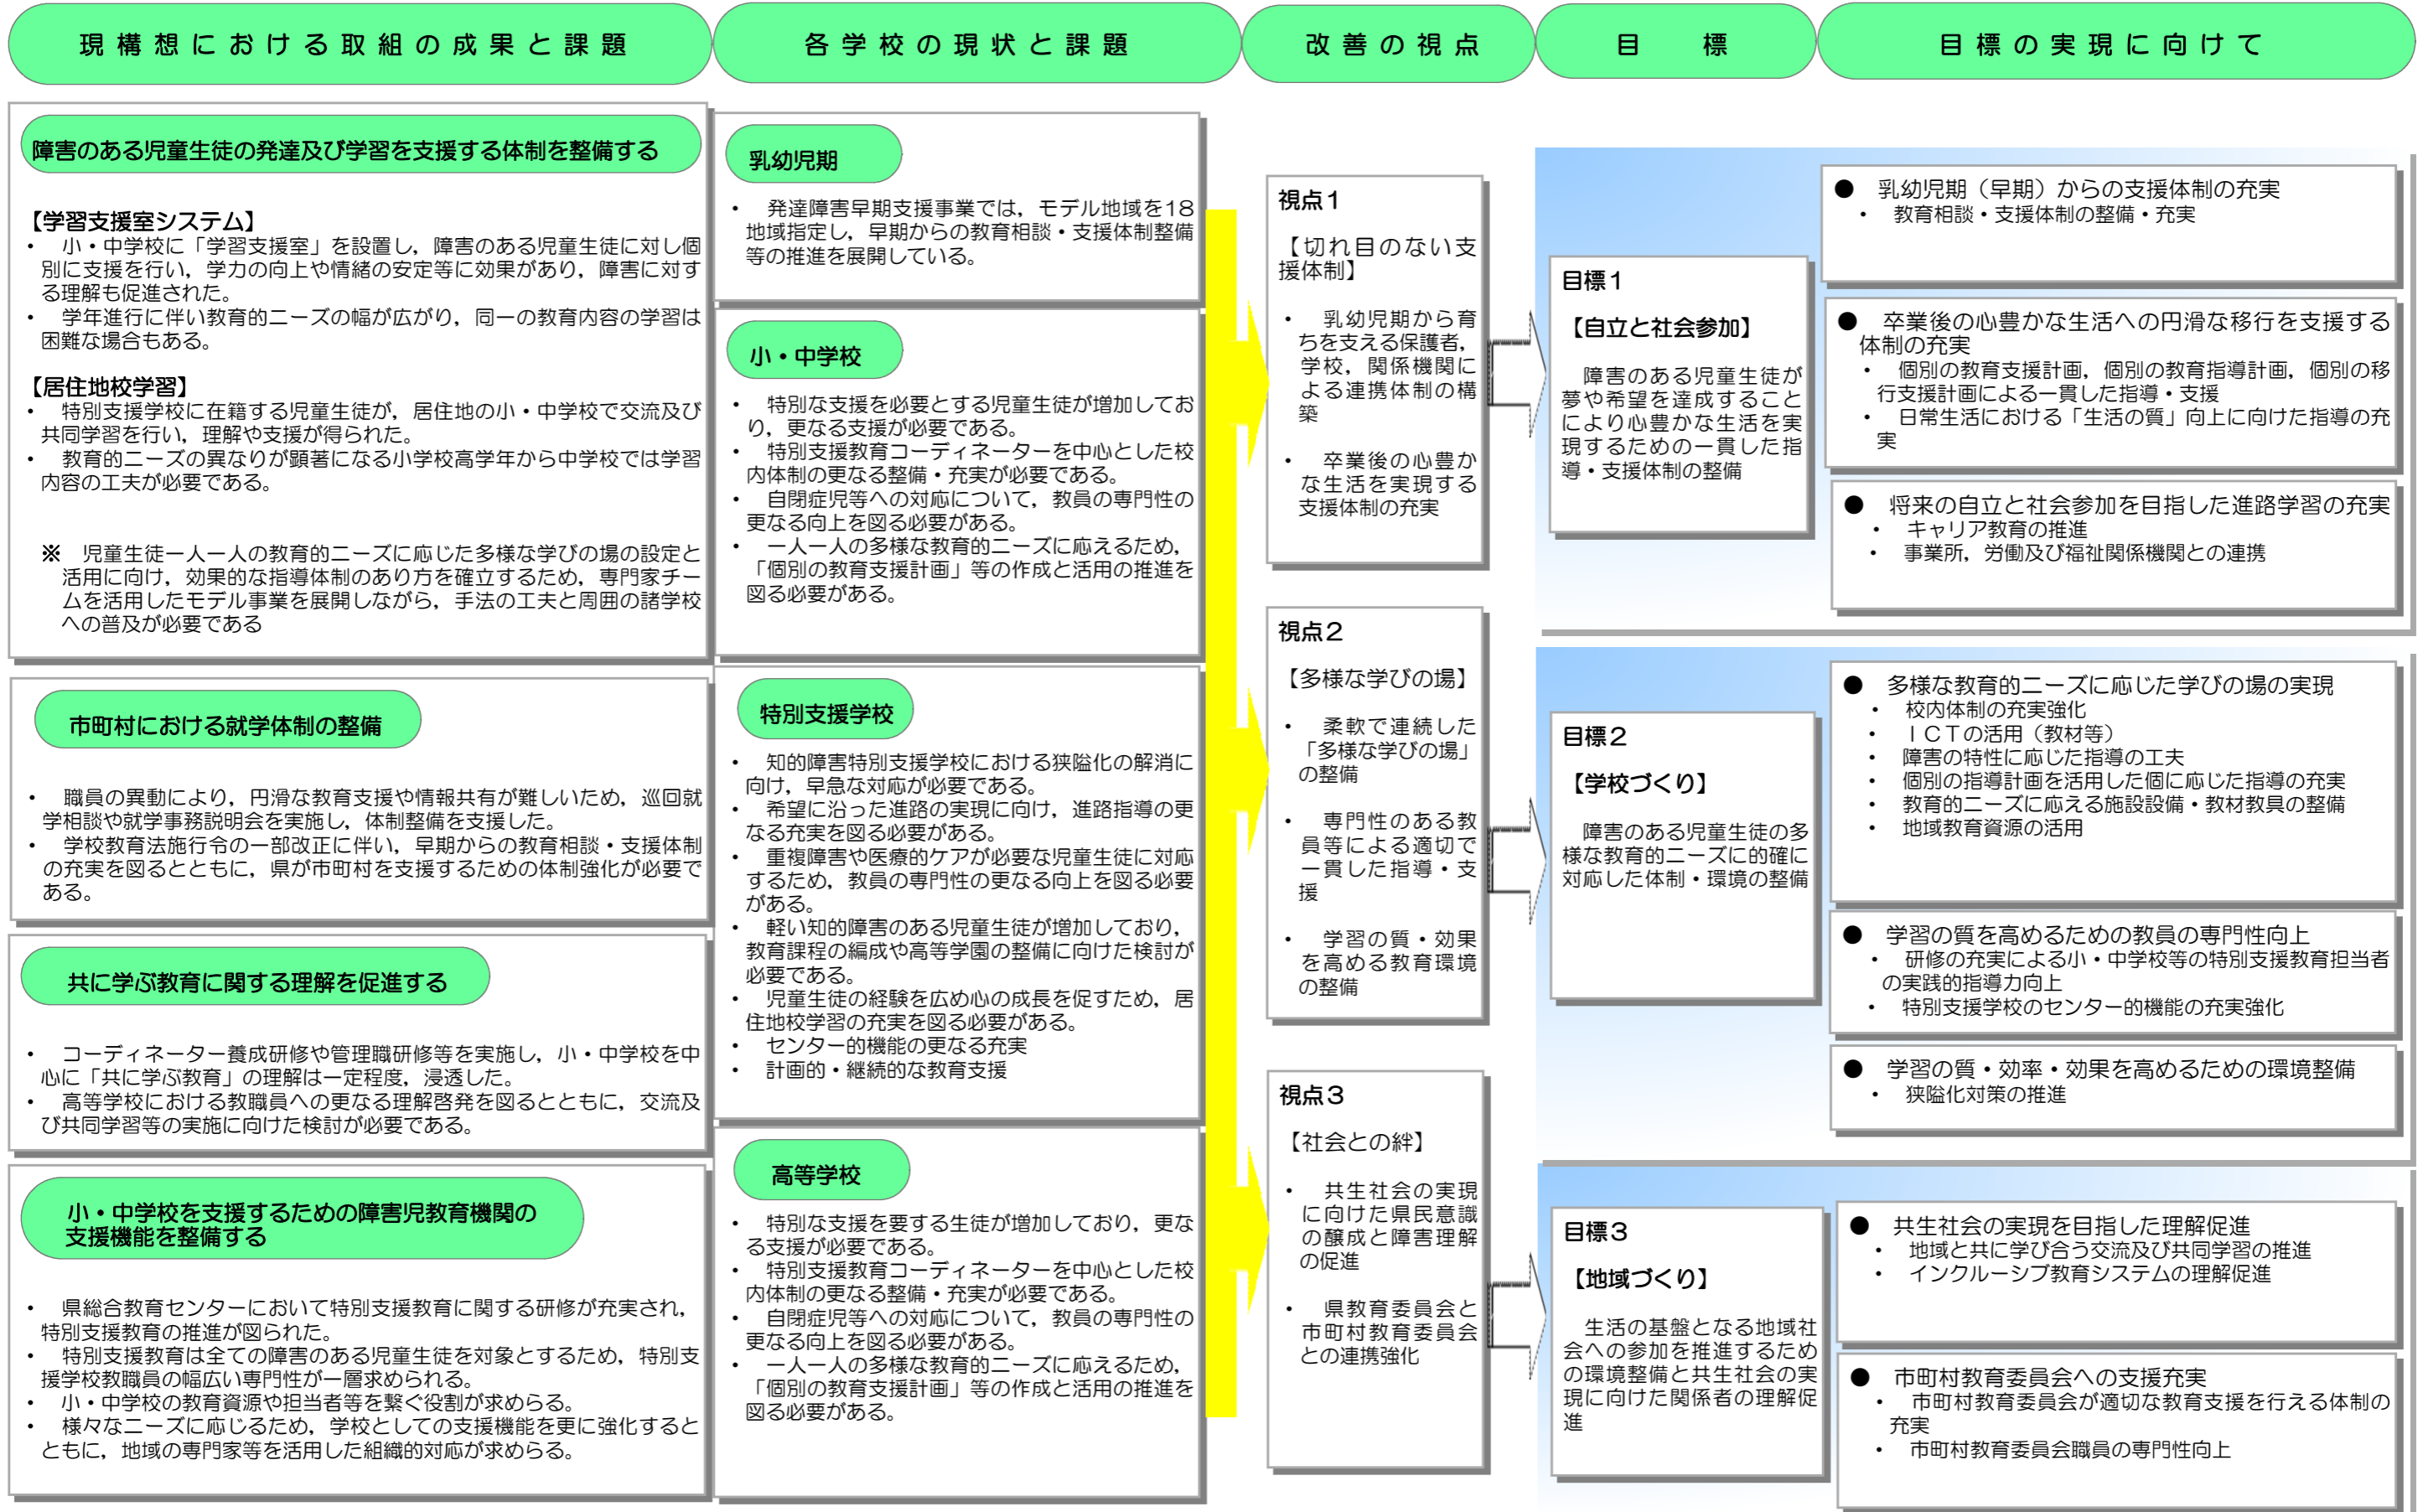 現構想における取組の成果と課題
各学校の現状と課題
改善の視点
目　標
目標の実現に向けて
障害のある児童生徒の発達及び学習を支援する体制を整備する
【学習支援室システム】
・　小・中学校に「学習支援室」を設置し，障害のある児童生徒に対し個
別に支援を行い，学力の向上や情緒の安定等に効果があり，障害に対す
る理解も促進された。
・　学年進行に伴い教育的ニーズの幅が広がり，同一の教育内容の学習は
困難な場合もある。
【居住地校学習】
・　特別支援学校に在籍する児童生徒が，居住地の小・中学校で交流及び
共同学習を行い，理解や支援が得られた。
・　教育的ニーズの異なりが顕著になる小学校高学年から中学校では学習
内容の工夫が必要である。
※　児童生徒一人一人の教育的ニーズに応じた多様な学びの場の設定と
活用に向け，効果的な指導体制のあり方を確立するため，専門家チー
ムを活用したモデル事業を展開しながら，手法の工夫と周囲の諸学校
への普及が必要である
市町村における就学体制の整備
・　職員の異動により，円滑な教育支援や情報共有が難しいため，巡回就
学相談や就学事務説明会を実施し，体制整備を支援した。
・　学校教育法施行令の一部改正に伴い，早期からの教育相談・支援体制
の充実を図るとともに，県が市町村を支援するための体制強化が必要で
ある。
共に学ぶ教育に関する理解を促進する
・　コーディネーター養成研修や管理職研修等を実施し，小・中学校を中
心に「共に学ぶ教育」の理解は一定程度，浸透した。
・　高等学校における教職員への更なる理解啓発を図るとともに，交流及
び共同学習等の実施に向けた検討が必要である。
小・中学校を支援するための障害児教育機関の
支援機能を整備する
・　県総合教育センターにおいて特別支援教育に関する研修が充実され，
特別支援教育の推進が図られた。
・　特別支援教育は全ての障害のある児童生徒を対象とするため，特別支
援学校教職員の幅広い専門性が一層求められる。
・　小・中学校の教育資源や担当者等を繋ぐ役割が求めらる。
・　様々なニーズに応じるため，学校としての支援機能を更に強化すると
ともに，地域の専門家等を活用した組織的対応が求めらる。
乳幼児期
・　発達障害早期支援事業では，モデル地域を18
地域指定し，早期からの教育相談・支援体制整備
等の推進を展開している。
小・中学校
・　特別な支援を必要とする児童生徒が増加してお
り，更なる支援が必要である。
・　特別支援教育コーディネーターを中心とした校
内体制の更なる整備・充実が必要である。
・　自閉症児等への対応について，教員の専門性の
更なる向上を図る必要がある。
・　一人一人の多様な教育的ニーズに応えるため，
「個別の教育支援計画」等の作成と活用の推進を
図る必要がある。
特別支援学校
・　知的障害特別支援学校における狭隘化の解消に
向け，早急な対応が必要である。
・　希望に沿った進路の実現に向け，進路指導の更
なる充実を図る必要がある。
・　重複障害や医療的ケアが必要な児童生徒に対応
するため，教員の専門性の更なる向上を図る必要
がある。
・　軽い知的障害のある児童生徒が増加しており，
教育課程の編成や高等学園の整備に向けた検討が
必要である。
・　児童生徒の経験を広め心の成長を促すため，居
住地校学習の充実を図る必要がある。
・　センター的機能の更なる充実
・　計画的・継続的な教育支援
高等学校
・　特別な支援を要する生徒が増加しており，更な
る支援が必要である。
・　特別支援教育コーディネーターを中心とした校
内体制の更なる整備・充実が必要である。
・　自閉症児等への対応について，教員の専門性の
更なる向上を図る必要がある。
・　一人一人の多様な教育的ニーズに応えるため，
「個別の教育支援計画」等の作成と活用の推進を
図る必要がある。
視点１
【切れ目のない支
援体制】
・　乳幼児期から育
ちを支える保護者，
学校，関係機関に
よる連携体制の構
築
・　卒業後の心豊か
な生活を実現する
支援体制の充実
視点２
【多様な学びの場】
・　柔軟で連続した
「多様な学びの場」
の整備
・　専門性のある教
員等による適切で
一貫した指導・支
援
・　学習の質・効果
を高める教育環境
の整備
視点３
【社会との絆】
・　共生社会の実現
に向けた県民意識
の醸成と障害理解
の促進
・　県教育委員会と
市町村教育委員会
との連携強化
目標１
【自立と社会参加】
障害のある児童生徒が
夢や希望を達成すること
により心豊かな生活を実
現するための一貫した指
導・支援体制の整備
目標２
【学校づくり】
障害のある児童生徒の多
様な教育的ニーズに的確に
対応した体制・環境の整備
目標３
【地域づくり】
生活の基盤となる地域社
会への参加を推進するため
の環境整備と共生社会の実
現に向けた関係者の理解促
進
●　乳幼児期（早期）からの支援体制の充実
・　教育相談・支援体制の整備・充実
●　卒業後の心豊かな生活への円滑な移行を支援する
体制の充実
・　個別の教育支援計画，個別の教育指導計画，個別の移
行支援計画による一貫した指導・支援
・　日常生活における「生活の質」向上に向けた指導の充
実
●　将来の自立と社会参加を目指した進路学習の充実
・　キャリア教育の推進
・　事業所，労働及び福祉関係機関との連携
●　多様な教育的ニーズに応じた学びの場の実現
・　校内体制の充実強化
・　ＩＣＴの活用（教材等）
・　障害の特性に応じた指導の工夫
・　個別の指導計画を活用した個に応じた指導の充実
・　教育的ニーズに応える施設設備・教材教員の整備
・　地域教育資源の活用
●　学習の質を高めるための教員の専門性向上
・　研修の充実による小・中学校等の特別支援教育担当者
の実践的指導力向上
・　特別支援学校のセンター的機能の充実強化
●　学習の質・効率・効果を高めるための環境整備
・　狭隘化対策の推進
●　共生社会の実現を目指した理解促進
・　地域と共に学び合う交流及び共同学習の推進
・　インクルーシブ教育システムの理解促進
●　市町村教育委員会への支援充実
・　市町村教育委員会が適切な教育支援を行える体制の
充実
・　市町村教育委員会職員の専門性向上